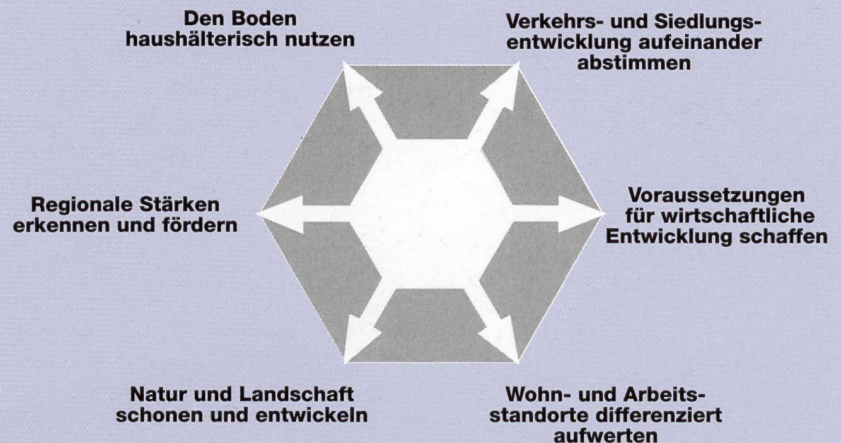 Den Boden
haushälterisch nutzen
Verkehrs- und Siedlungs-
entwicklung aufeinander
abstimmen
Regionale Stärken
erkennen und fördern
Voraussetzungen
für wirtschaftliche
Entwicklung schaffen
Natur und Landschaft
schonen und entwickeln
Wohn- und Arbeits-
standorte differenziert
aufwerten